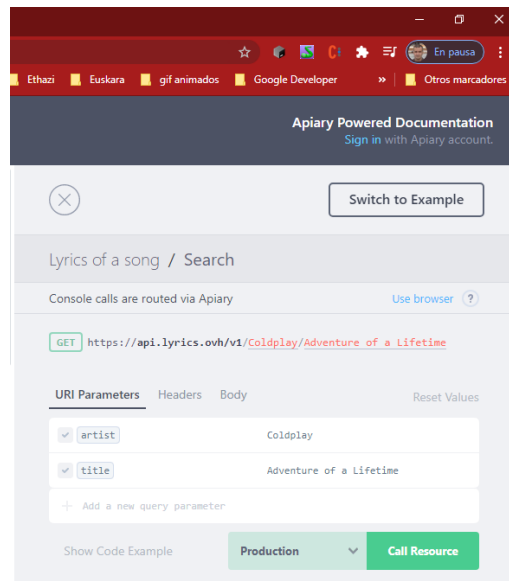 En pausa
Ethazi Euskara gif animados Google Developer » Otros marcadores
Apiary Powered Documentation
Sign in with Apiary account.
Switch to Example
Lyrics of a song / Search
Console calls are routed via Apiary Use browser ?
GET https://api.lyrics.ovh/v1/Coldplay/Adventure of a Lifetime
URI Parameters Headers Body Reset Values
artist Coldplay
title Adventure of a Lifetime
Add a new query parameter
Show Code Example Production Call Resource